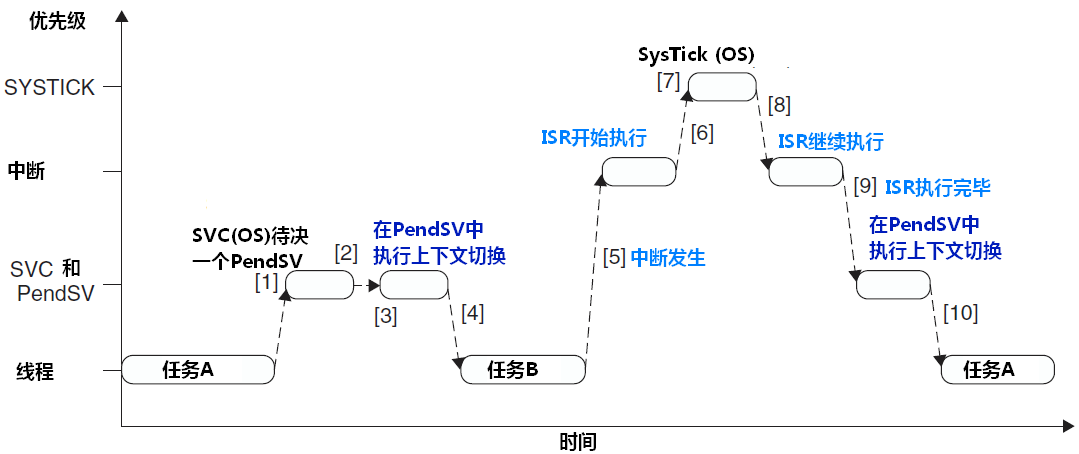 优先级
SysTick (OS)
SYSTICK
[7]
[8]
ISR开始执行
[6]
ISR继续执行
中断
[9] ISR执行完毕
SVC(OS)待决
一个PendSV
[2]
在PendSV中
执行上下文切换
在PendSV中
执行上下文切换
[5] 中断发生
SVC 和
PendSV
[1]
[3]
[4]
[10]
线程
任务A
任务B
任务A
时间